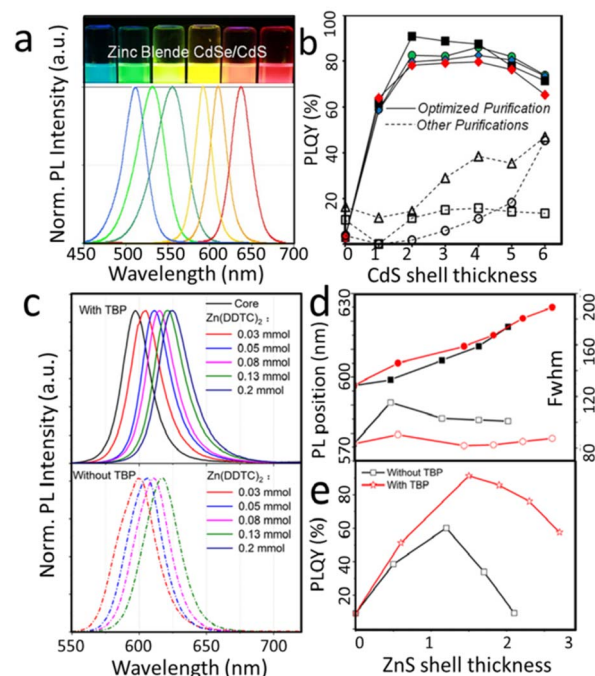 a
Zinc Blende CdSe/CdS
Norm. PL Intensity (a.u.)
450 500 550 600 650 700
Wavelength (nm)
b
PLQY (%)
100
80
60
40
20
Optimized Purification
Other Purifications
0 1 2 3 4 5 6
CdS shell thickness
c
Norm. PL Intensity (a.u.)
With TBP
Core
Zn(DDTC)2 :
0.03 mmol
0.05 mmol
0.08 mmol
0.13 mmol
0.2 mmol
Without TBP
Zn(DDTC)2 :
0.03 mmol
0.05 mmol
0.08 mmol
0.13 mmol
0.2 mmol
550 600 650 700
Wavelength (nm)
d
PL position (nm)
630
600
570
200
160
120
80
Fwhm
e
PLQY (%)
80
60
40
0
Without TBP
With TBP
0 1 2 3
ZnS shell thickness